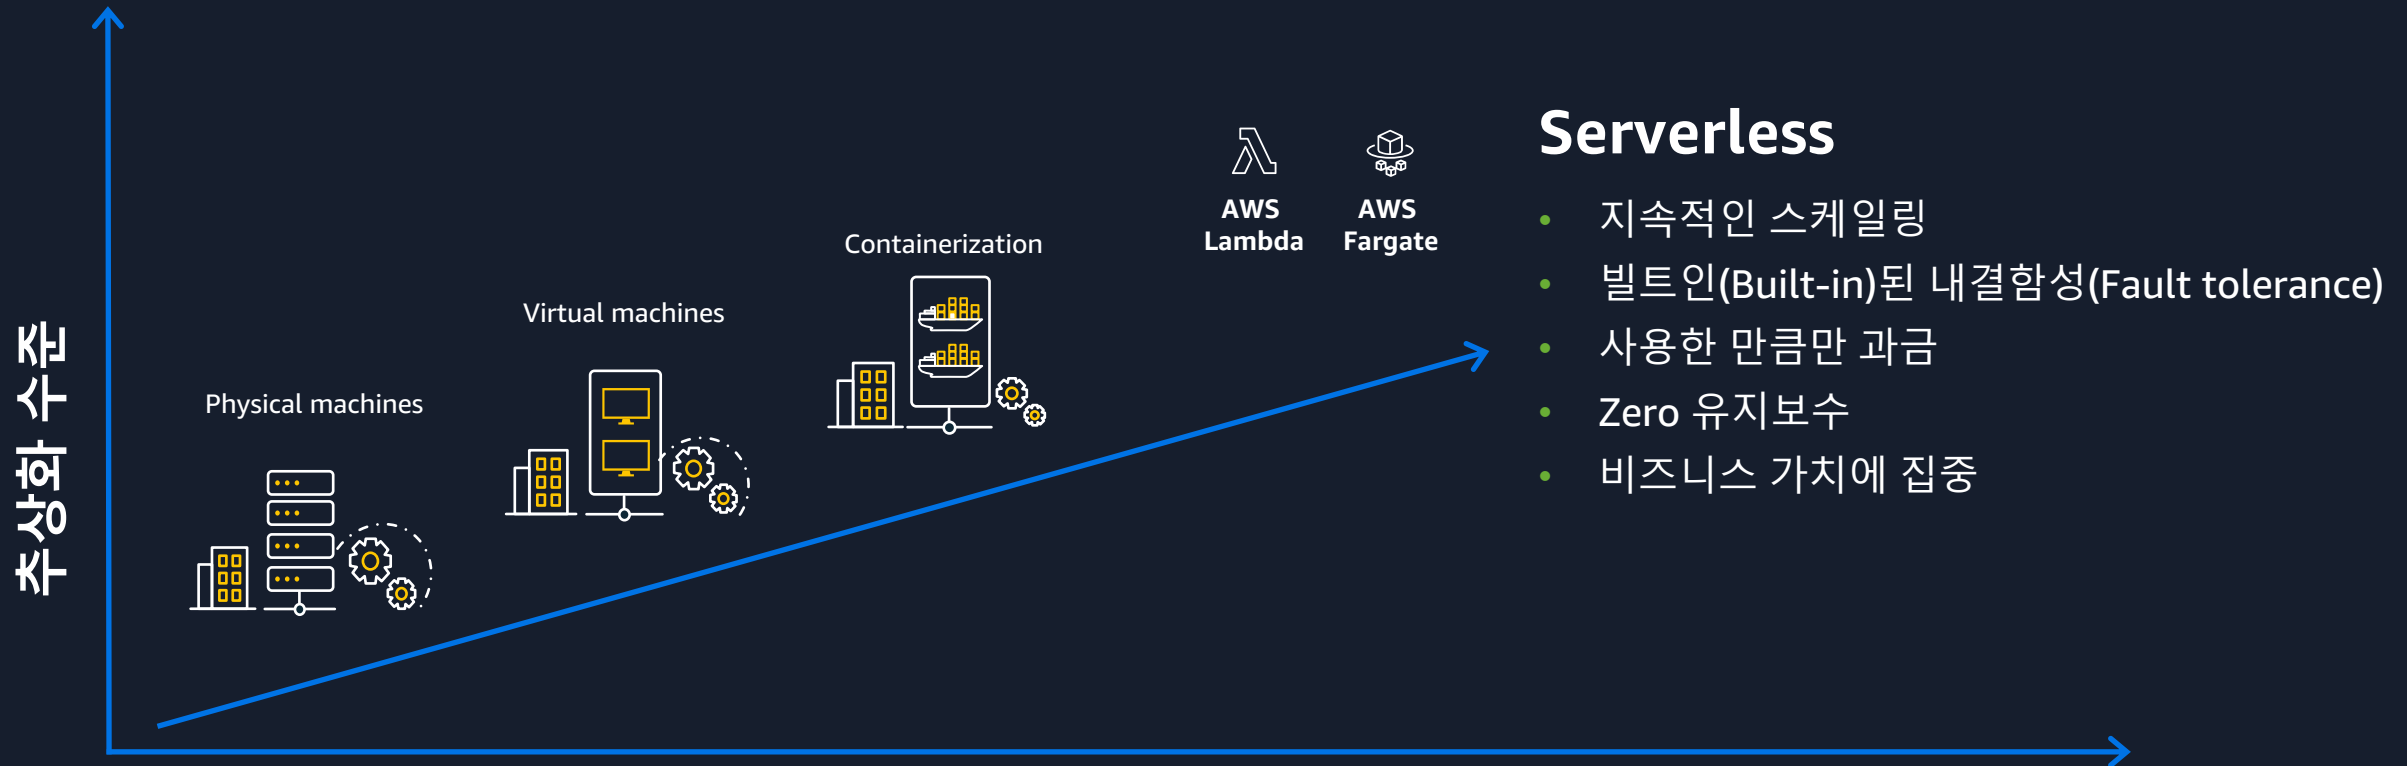 추상화 수준
Physical machines
Virtual machines
Containerization
AWS
Lambda
AWS
Fargate
Serverless
• 지속적인 스케일링
• 빌트인(Built-in)된 내결함성(Fault tolerance)
• 사용한 만큼만 과금
• Zero 유지보수
• 비즈니스 가치에 집중